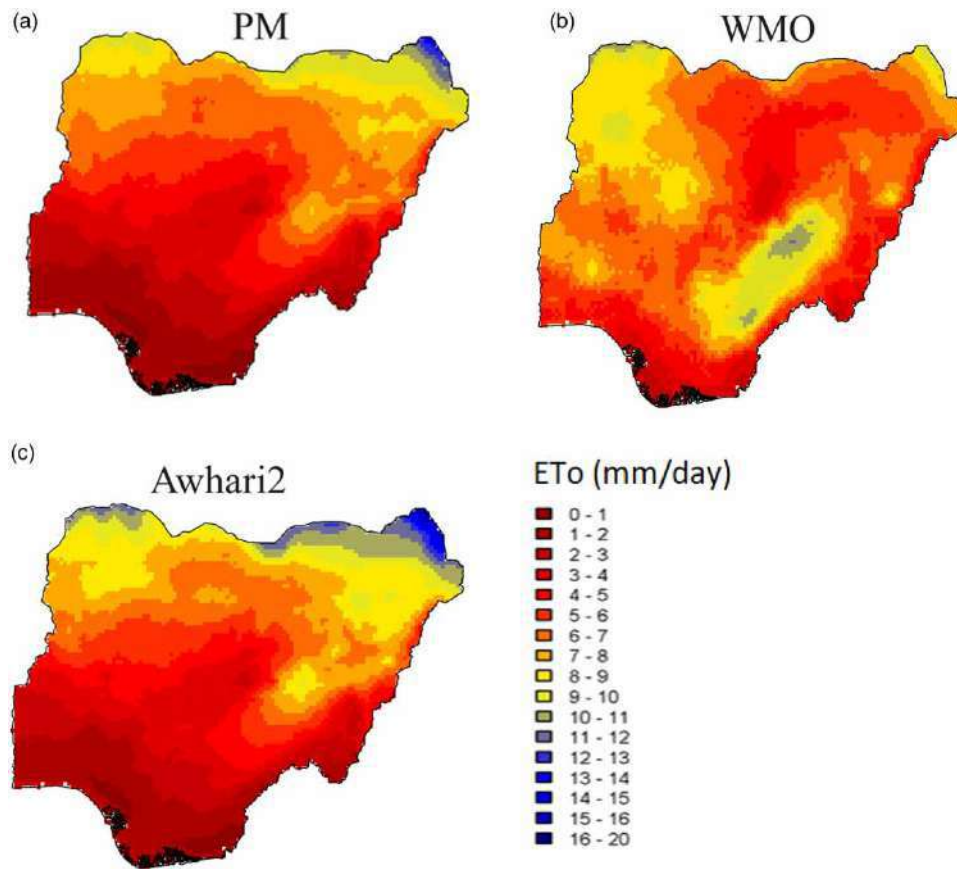 (a)
PM
(b)
WMO
(c)
Awhari2
ETo (mm/day)
0 - 1
1 - 2
2 - 3
3 - 4
4 - 5
5 - 6
6 - 7
7 - 8
8 - 9
9 - 10
10 - 11
11 - 12
12 - 13
13 - 14
14 - 15
15 - 16
16 - 20